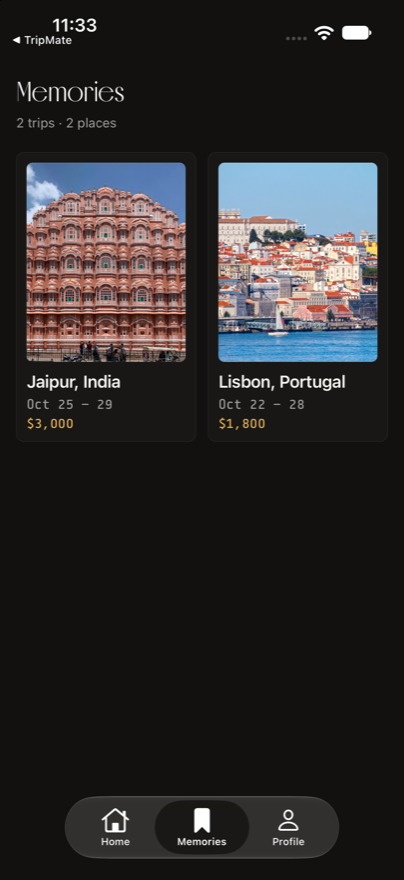 11:33
◀ TripMate
Memories
2 trips · 2 places
Jaipur, India
Oct 25 – 29
$3,000
Lisbon, Portugal
Oct 22 – 28
$1,800
Home
Memories
Profile